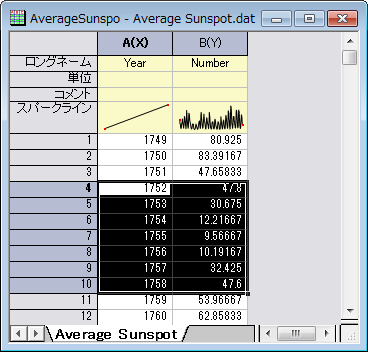 AverageSunspo - Average Sunspot.dat
A(X) B(Y)
ロングネーム Year Number
単位
コメント
スパークライン
1 1749 80.925
2 1750 83.39167
3 1751 47.65833
4 1752 47.8
5 1753 30.675
6 1754 12.21667
7 1755 9.56667
8 1756 10.19167
9 1757 32.425
10 1758 47.6
11 1759 53.96667
12 1760 62.85833
Average Sunspot